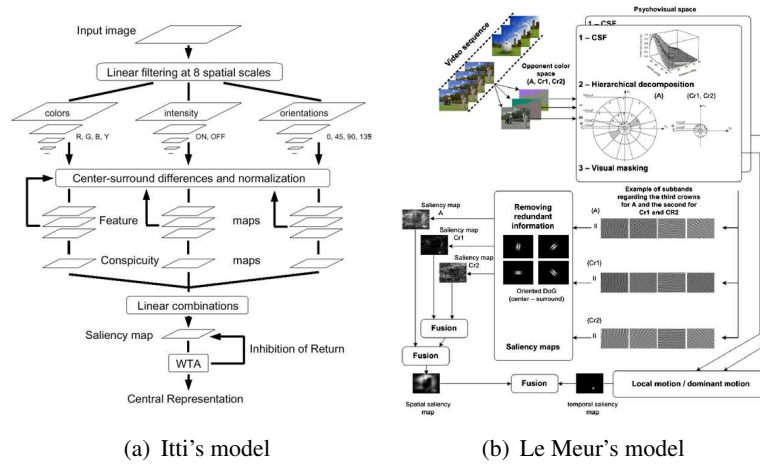 Input image
Linear filtering at 8 spatial scales
colors
intensity
orientations
R, G, B, Y
ON, OFF
0, 45, 90, 135
Center-surround differences and normalization
Feature maps
Conspicuity maps
Linear combinations
Saliency map
Inhibition of Return
WTA
Central Representation
(a) Itti's model
Video sequence
Opponent color
space
{A, Cr1, Cr2}
Psychovisual space
1 – CSF
1 – CSF
2 – Hierarchical decomposition
{A}
{Cr1, Cr2}
3 – Visual masking
Example of subbands
regarding the third crowns
for A and the second for
Cr1 and CR2
{A}
{Cr1}
{Cr2}
Removing
redundant
information
Oriented DoG
(center – surround)
Saliency maps
Saliency map
A
Saliency map
Cr1
Saliency map
Cr2
Fusion
Fusion
Spatial saliency
map
Fusion
temporal saliency
map
Local motion / dominant motion
(b) Le Meur's model